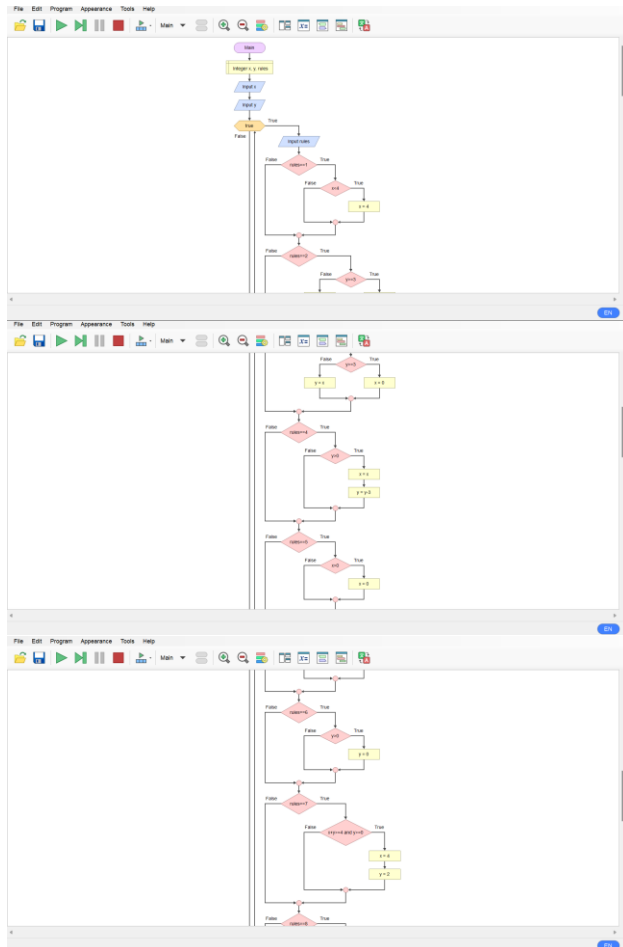 File Edit Program Appearance Tools Help
Main
Main
Integer x, y, rules
Input x
Input y
true
True
False
Input rules
False
rules==1
True
False
x<4
True
x = 4
False
rules==2
True
False
True
EN
File Edit Program Appearance Tools Help
Main
False
True
y = x
False
rules==4
True
False
y>0
True
x = x
y = y-3
False
rules==5
True
False
x>0
True
x = 0
EN
File Edit Program Appearance Tools Help
Main
False
rules==6
True
False
y>0
True
y = 0
False
rules==7
True
False
x+y>=4 and y>=0
True
x = 4
y = 3
False
rules==8
True
EN